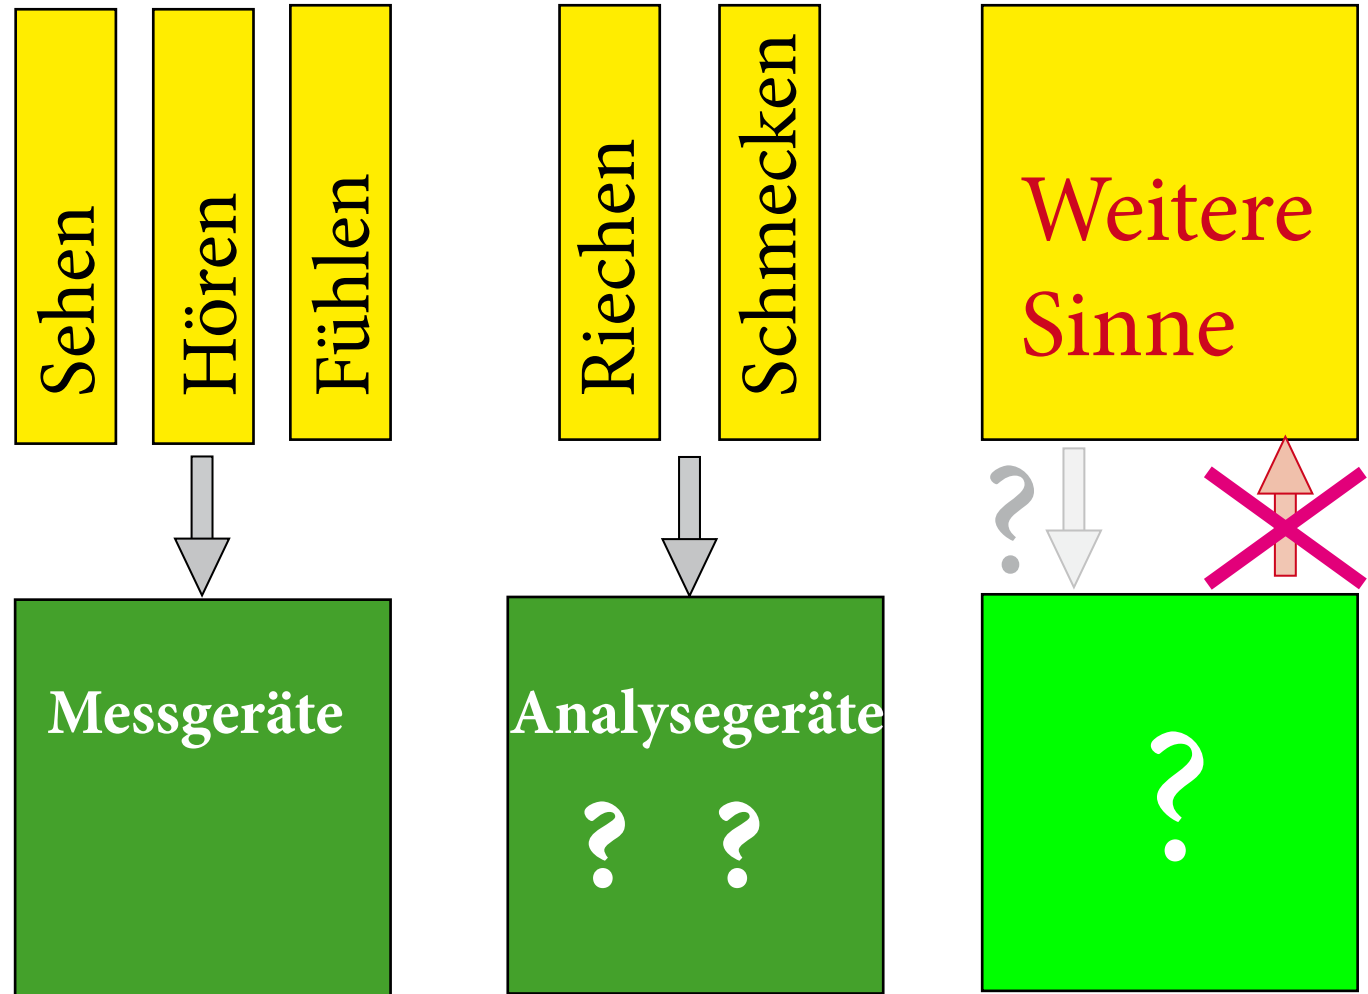 Sehen
Hören
Fühlen
Riechen
Schmecken
Weitere
Sinne
?
Messgeräte
Analysegeräte
? ?
?